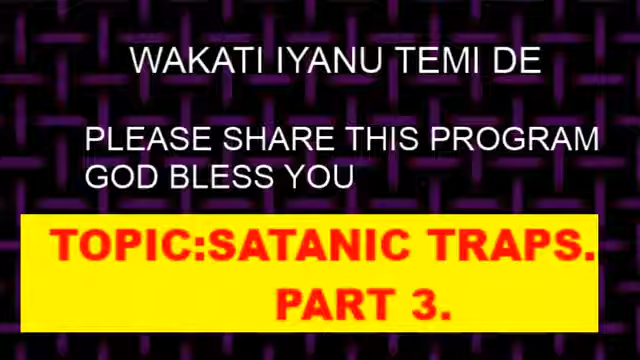 WAKATI IYANU TEMI DE
PLEASE SHARE THIS PROGRAM
GOD BLESS YOU
TOPIC:SATANIC TRAPS.
PART 3.